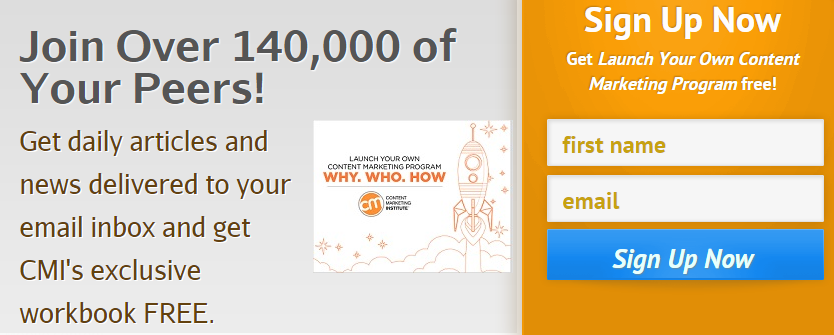 Join Over 140,000 of
Your Peers!
Get daily articles and
news delivered to your
email inbox and get
CMI's exclusive
workbook FREE.
LAUNCH YOUR OWN
CONTENT MARKETING PROGRAM
WHY. WHO. HOW
cm
CONTENT
MARKETING
INSTITUTE
Sign Up Now
Get Launch Your Own Content
Marketing Program free!
first name
email
Sign Up Now